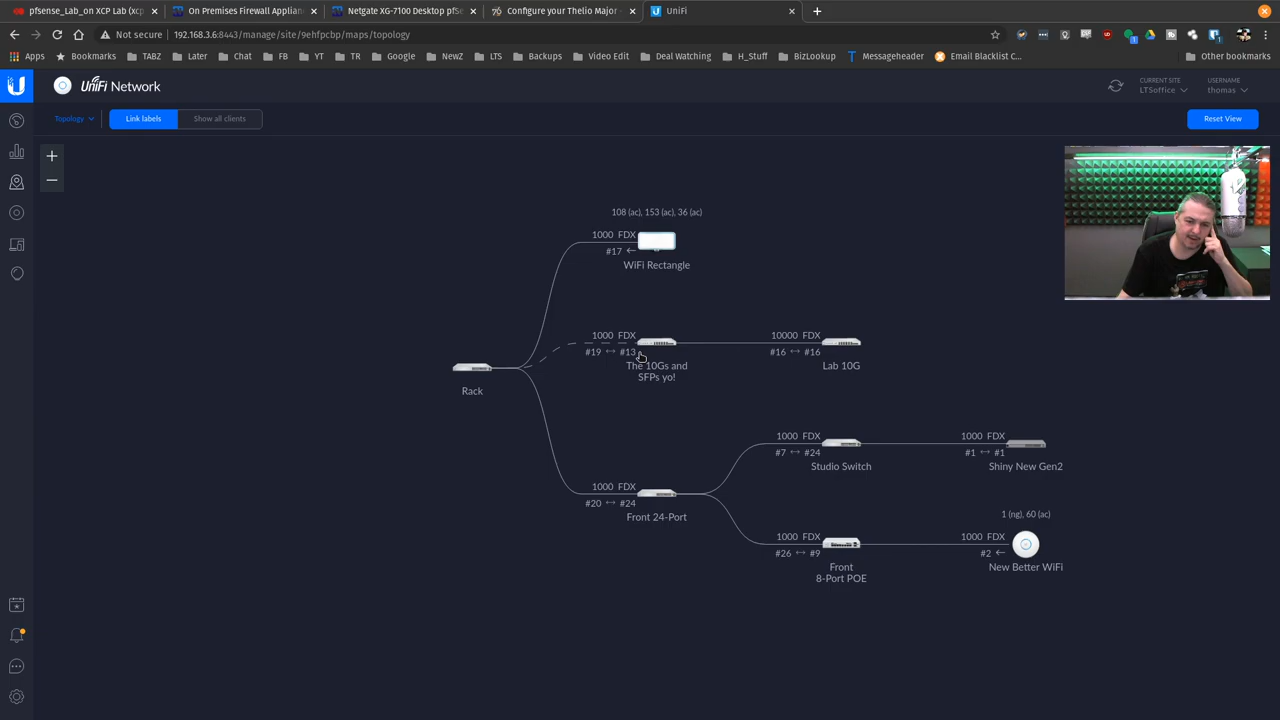 pfsense_Lab_on XCP Lab (xcp
On Premises Firewall Applian
Netgate XG-7100 Desktop pfSe
Configure your Thelio Major –
UniFi
Not secure
192.168.3.6:8443/manage/site/9ehfpcbp/maps/topology
Bookmarks
TABZ
Later
Chat
FB
YT
TR
Google
NewZ
LTS
Backups
Video Edit
Deal Watching
H_Stuff
BizLookup
Messageheader
Email Blacklist C...
Other bookmarks
UniFi Network
CURRENT SITE
LTSoffice
USERNAME
thomas
Topology
Link labels
Show all clients
Reset View
108 (ac), 153 (ac), 36 (ac)
1000 FDX
#17 ←
WiFi Rectangle
1000 FDX
#19 ↔ #13
The 10Gs and
SFPs yo!
10000 FDX
#16 ↔ #16
Lab 10G
Rack
1000 FDX
#7 ↔ #24
Studio Switch
1000 FDX
#1 ↔ #1
Shiny New Gen2
1000 FDX
#20 ↔ #24
Front 24-Port
1 (ng), 60 (ac)
1000 FDX
#26 ↔ #9
Front
8-Port POE
1000 FDX
#2 ←
New Better WiFi